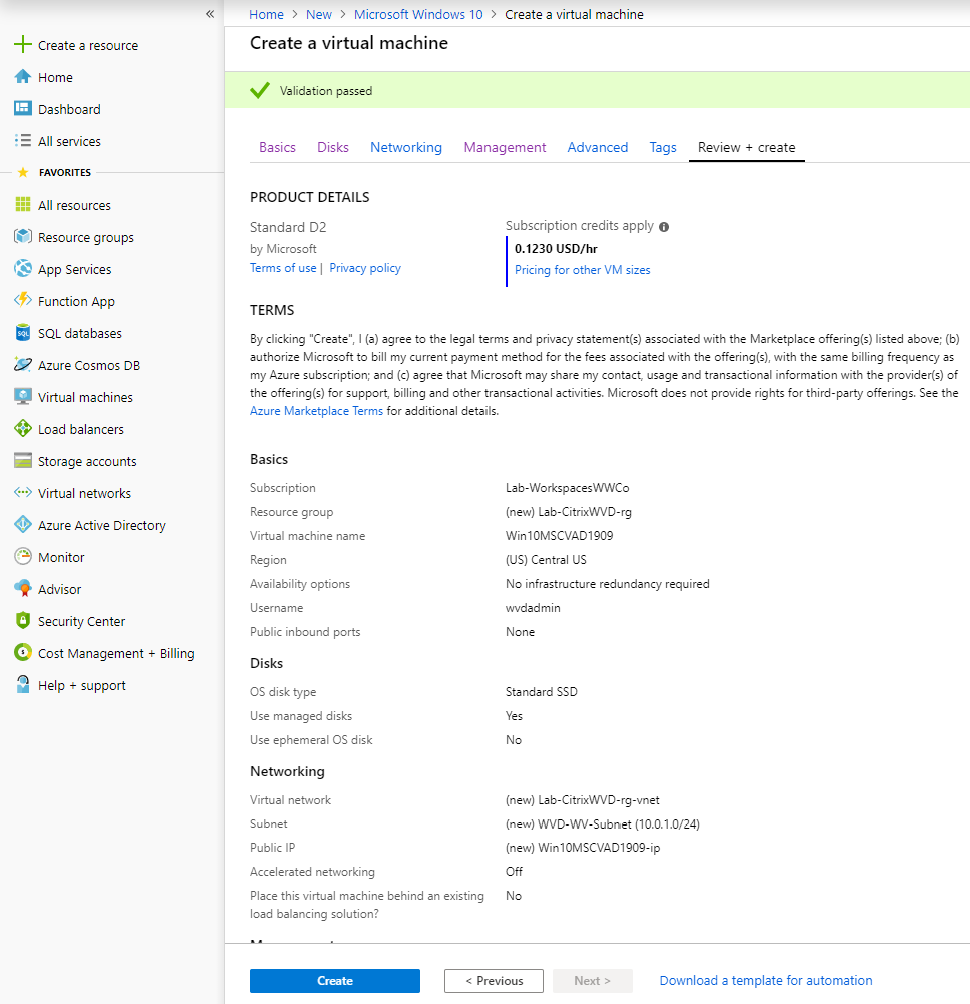 «
Home > New > Microsoft Windows 10 > Create a virtual machine
Create a virtual machine
Validation passed
Create a resource
Home
Dashboard
All services
FAVORITES
All resources
Resource groups
App Services
Function App
SQL databases
Azure Cosmos DB
Virtual machines
Load balancers
Storage accounts
Virtual networks
Azure Active Directory
Monitor
Advisor
Security Center
Cost Management + Billing
Help + support
Basics Disks Networking Management Advanced Tags Review + create
PRODUCT DETAILS
Standard D2
by Microsoft
Terms of use | Privacy policy
Subscription credits apply
0.1230 USD/hr
Pricing for other VM sizes
TERMS
By clicking "Create", I (a) agree to the legal terms and privacy statement(s) associated with the Marketplace offering(s) listed above; (b)
authorize Microsoft to bill my current payment method for the fees associated with the offering(s), with the same billing frequency as
my Azure subscription; and (c) agree that Microsoft may share my contact, usage and transactional information with the provider(s) of
the offering(s) for support, billing and other transactional activities. Microsoft does not provide rights for third-party offerings. See the
Azure Marketplace Terms for additional details.
Basics
Subscription Lab-WorkspacesWWCo
Resource group (new) Lab-CitrixWVD-rg
Virtual machine name Win10MSCVAD1909
Region (US) Central US
Availability options No infrastructure redundancy required
Username wvdadmin
Public inbound ports None
Disks
OS disk type Standard SSD
Use managed disks Yes
Use ephemeral OS disk No
Networking
Virtual network (new) Lab-CitrixWVD-rg-vnet
Subnet (new) WVD-WV-Subnet (10.0.1.0/24)
Public IP (new) Win10MSCVAD1909-ip
Accelerated networking Off
Place this virtual machine behind an existing No
load balancing solution?
Create < Previous Next > Download a template for automation